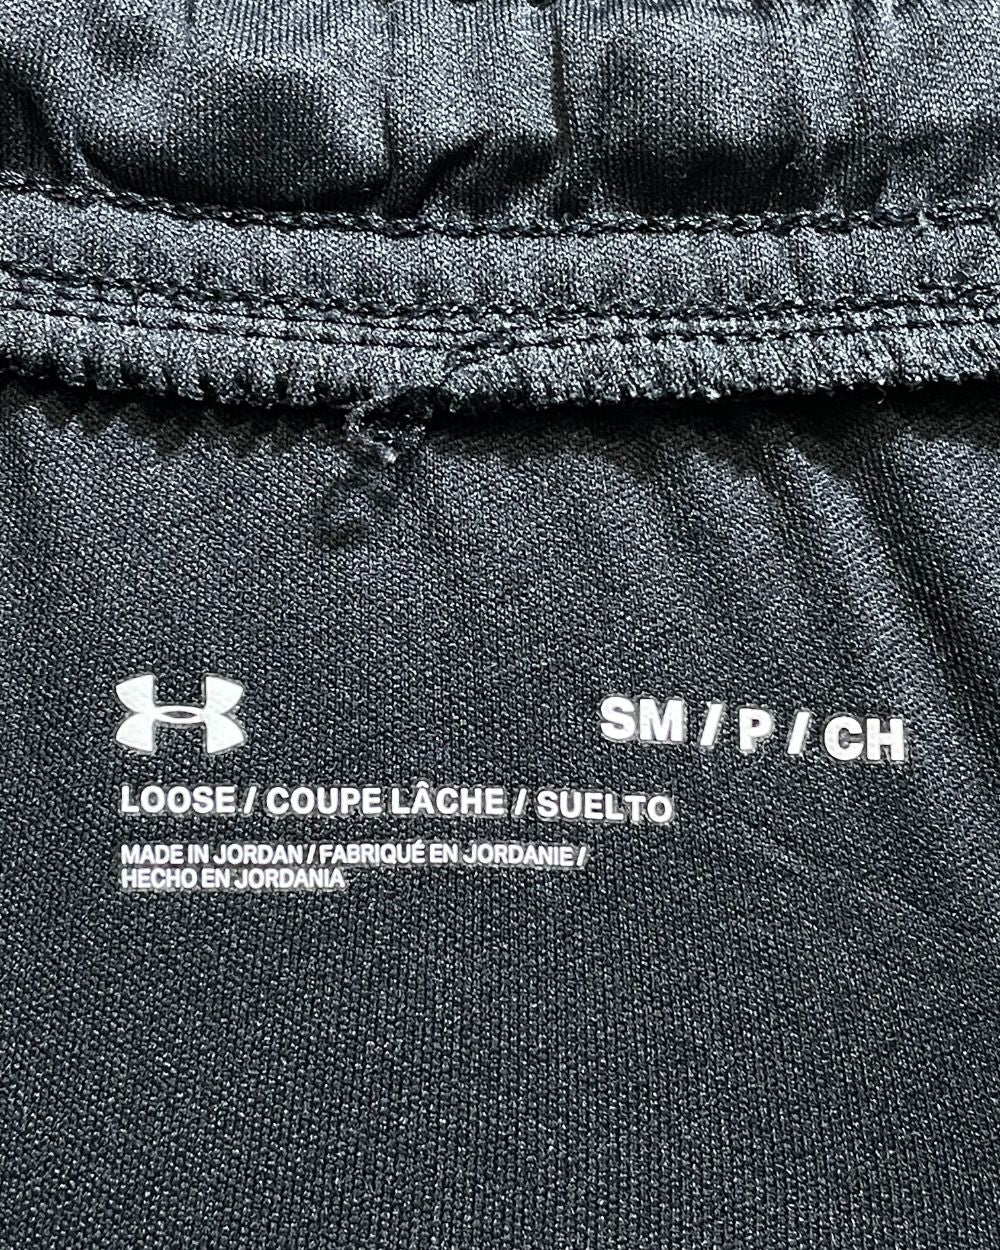 SM / P / CH
LOOSE / COUPE LÂCHE / SUELTO
MADE IN JORDAN / FABRIQUÉ EN JORDANIE /
HECHO EN JORDANIA